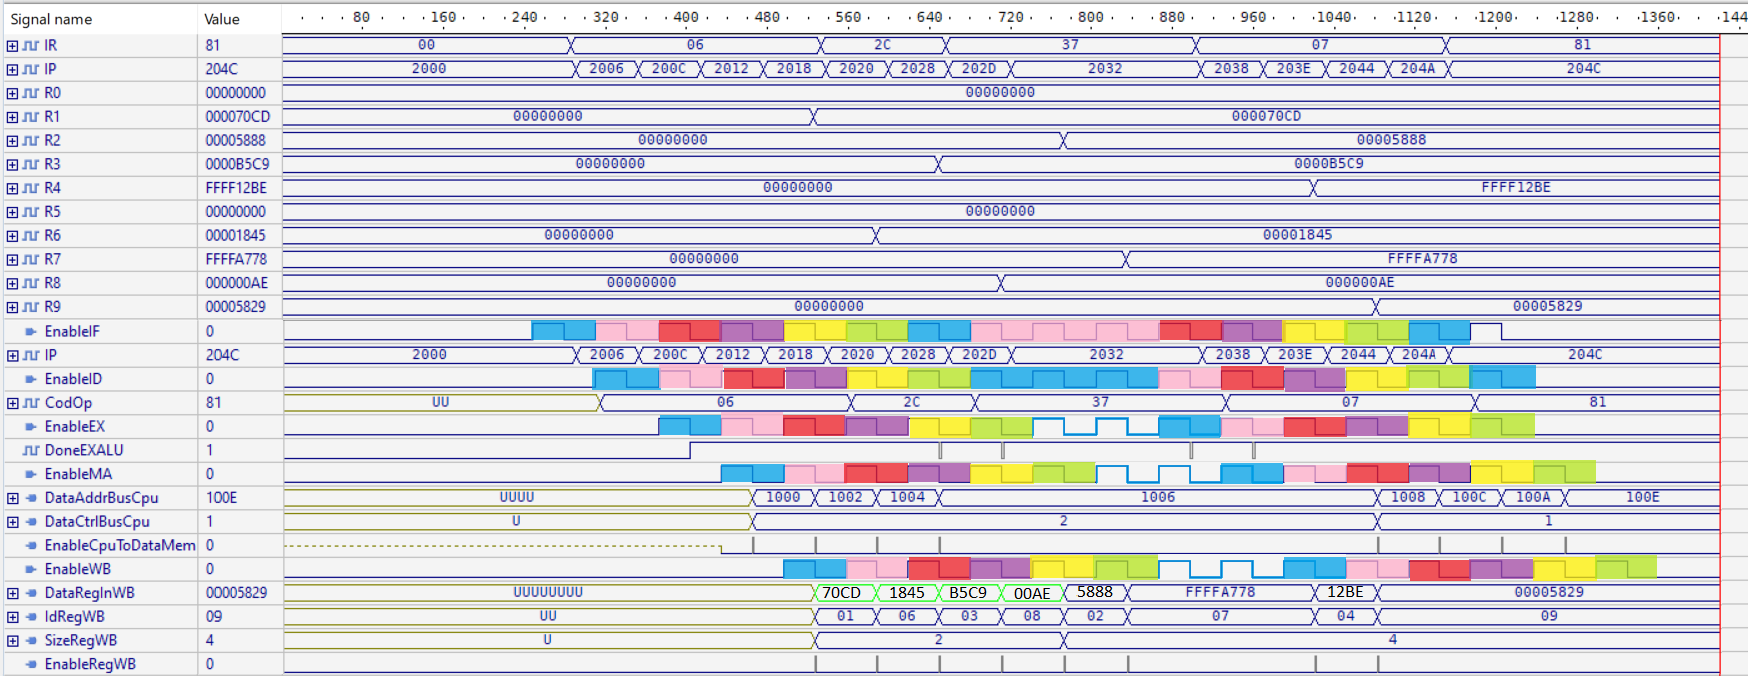 Signal name Value 80 160 240 320 400 480 560 640 720 800 880 960 1040 1120 1200 1280 1360 144
IR 81 00 06 2C 37 07 81
IP 204C 2000 2006 200C 2012 2018 2020 2028 202D 2032 2038 203E 2044 204A 204C
R0 00000000 00000000
R1 000070CD 00000000 000070CD
R2 00005888 00000000 00005888
R3 0000B5C9 00000000 0000B5C9
R4 FFFF12BE 00000000 FFFF12BE
R5 00000000 00000000
R6 00001845 00000000 00001845
R7 FFFFA778 00000000 FFFFA778
R8 000000AE 00000000 000000AE
R9 00005829 00000000 00005829
EnableIF 0
IP 204C 2000 2006 200C 2012 2018 2020 2028 202D 2032 2038 203E 2044 204A 204C
EnableID 0
CodOp 81 UU 06 2C 37 07 81
EnableEX 0
DoneEXALU 1
EnableMA 0
DataAddrBusCpu 100E UUUU 1000 1002 1004 1006 1008 100C 100A 100E
DataCtrlBusCpu 1 U 2 1
EnableCpuToDataMem 0
EnableWB 0
DataRegInWB 00005829 UUUUUUUU 70CD 1845 B5C9 00AE 5888 FFFFA778 12BE 00005829
IdRegWB 09 UU 01 06 03 08 02 07 04 09
SizeRegWB 4 U 2 4
EnableRegWB 0